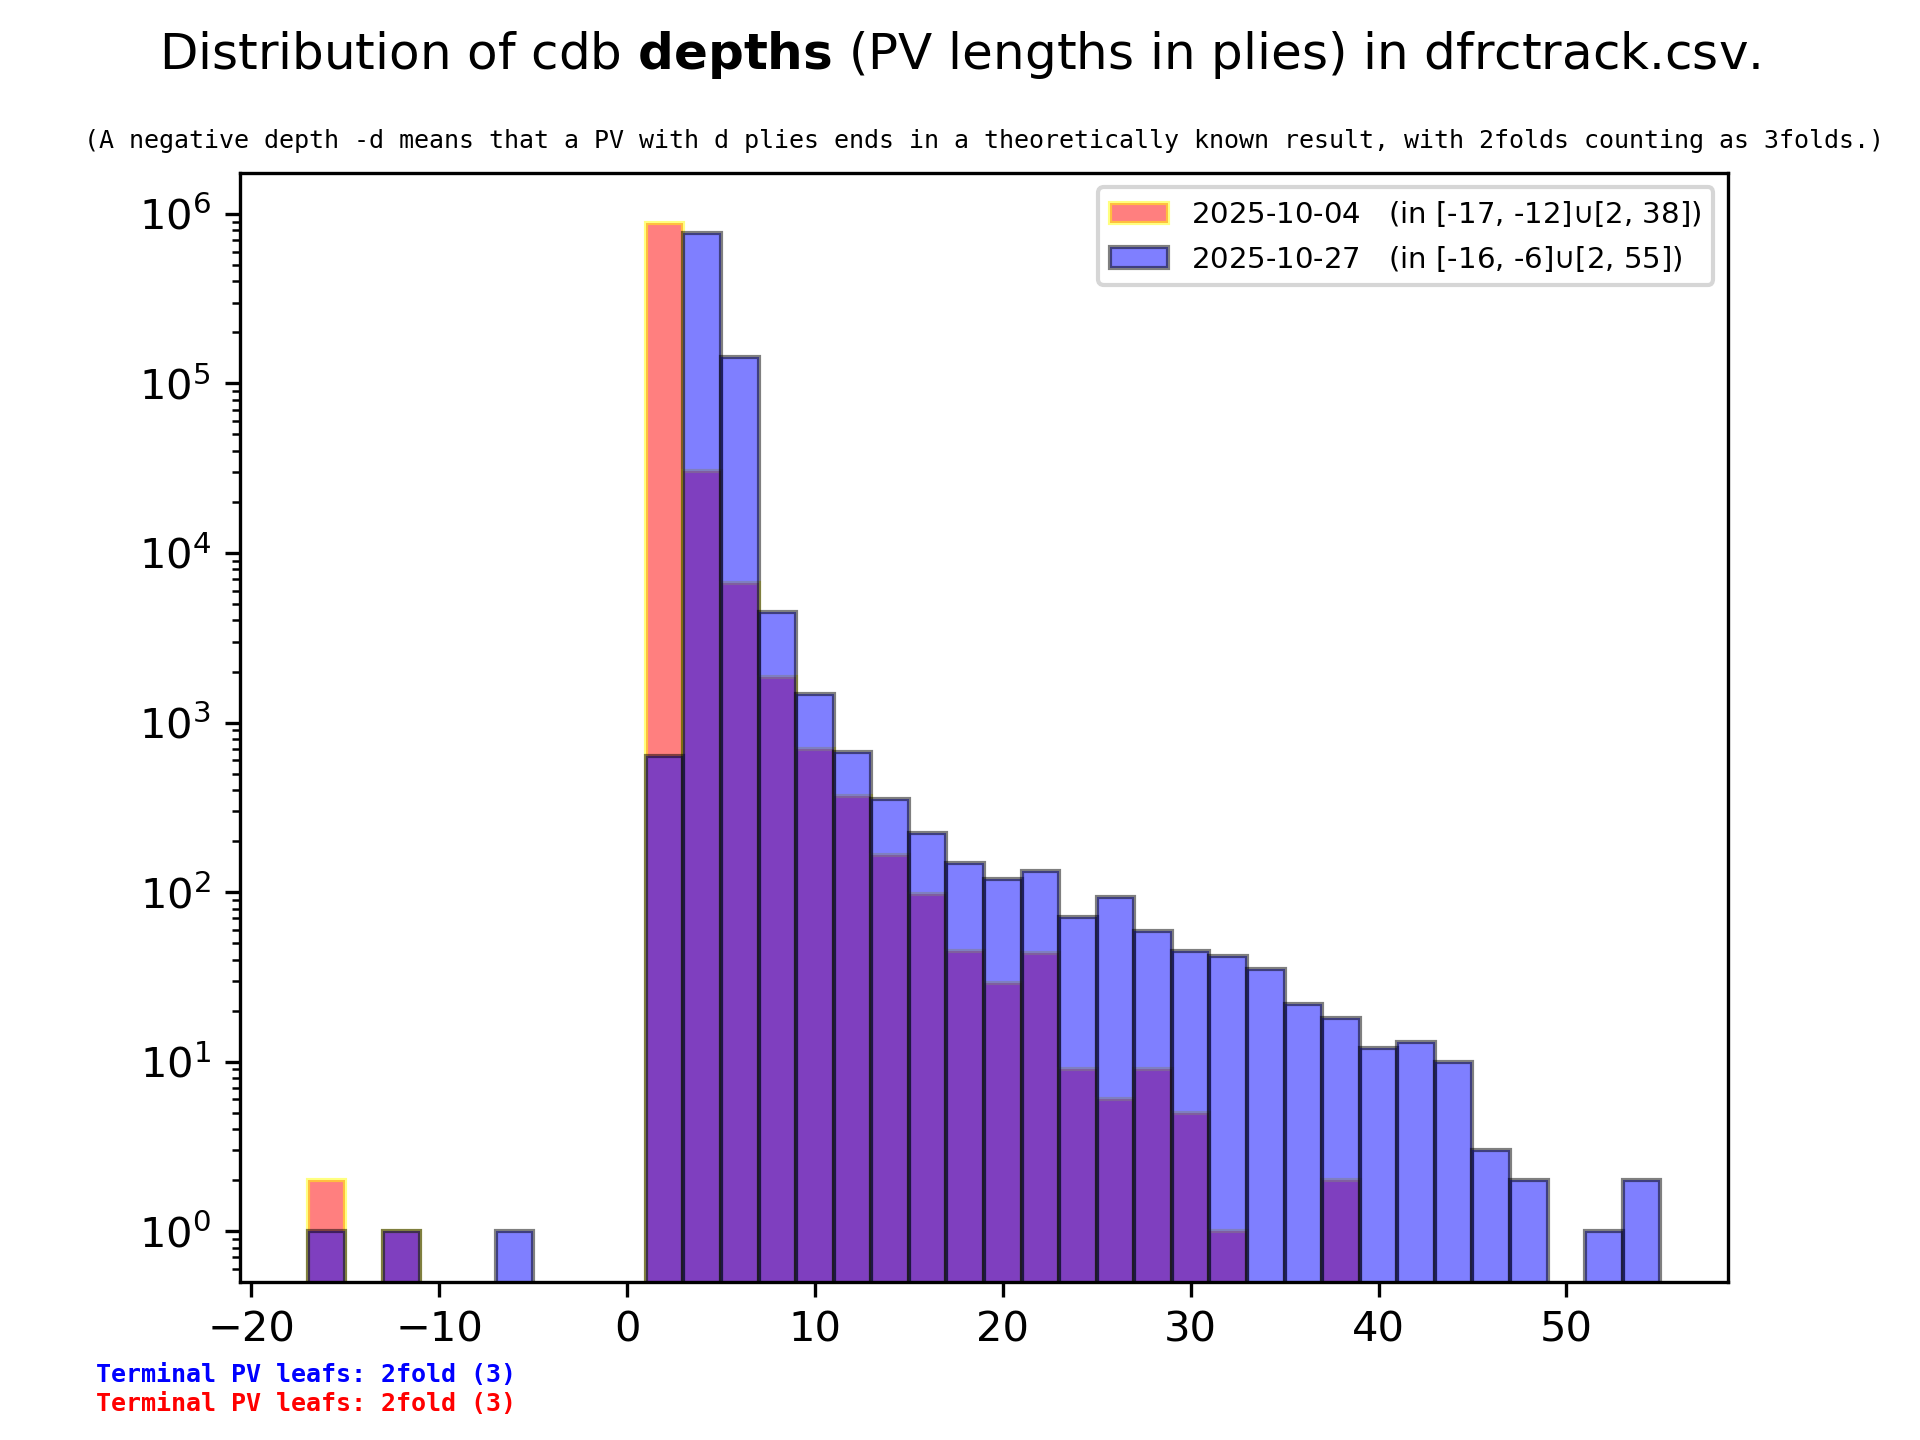 Distribution of cdb depths (PV lengths in plies) in dfrctrack.csv.
(A negative depth -d means that a PV with d plies ends in a theoretically known result, with 2folds counting as 3folds.)
2025-10-04 (in [-17, -12]∪[2, 38])
2025-10-27 (in [-16, -6]∪[2, 55])
10⁶
10⁵
10⁴
10³
10²
10¹
10⁰
−20 −10 0 10 20 30 40 50
Terminal PV leafs: 2fold (3)
Terminal PV leafs: 2fold (3)